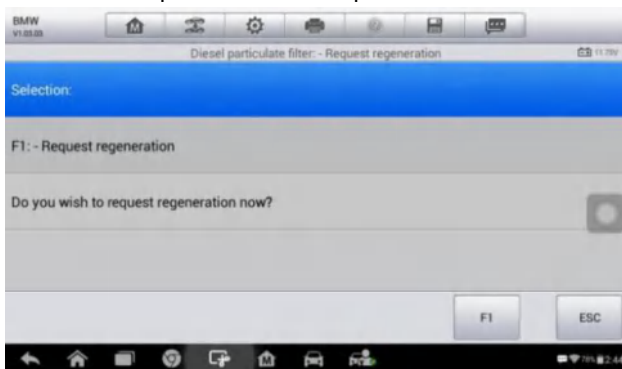 BMW
Diesel particulate filter: - Request regeneration
Selection:
F1: - Request regeneration
Do you wish to request regeneration now?
F1
ESC